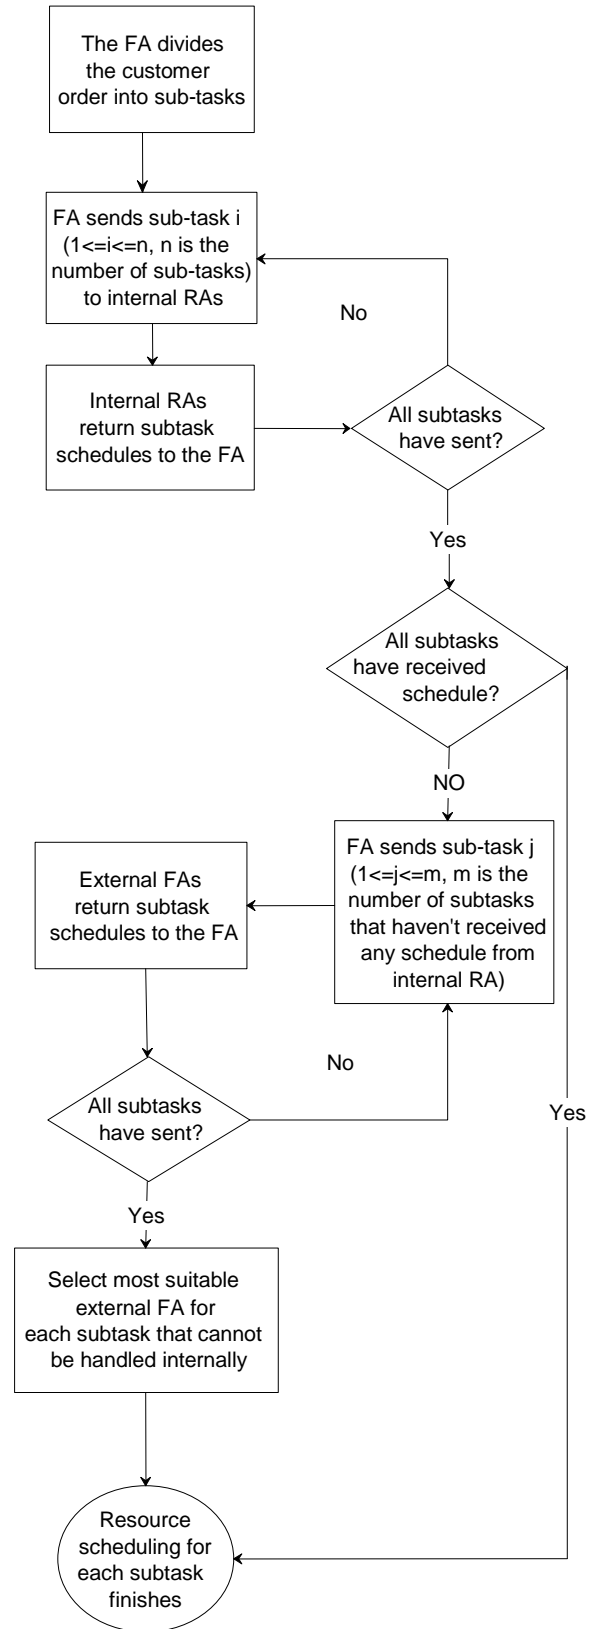 The FA divides
the customer
order into sub-tasks
FA sends sub-task i
(1<=i<=n, n is the
number of sub-tasks)
to internal RAs
No
Internal RAs
return subtask
schedules to the FA
All subtasks
have sent?
Yes
All subtasks
have received
schedule?
NO
FA sends sub-task j
(1<=j<=m, m is the
number of subtasks
that haven't received
any schedule from
internal RA)
External FAs
return subtask
schedules to the FA
No
All subtasks
have sent?
Yes
Yes
Select most suitable
external FA for
each subtask that cannot
be handled internally
Resource
scheduling for
each subtask
finishes